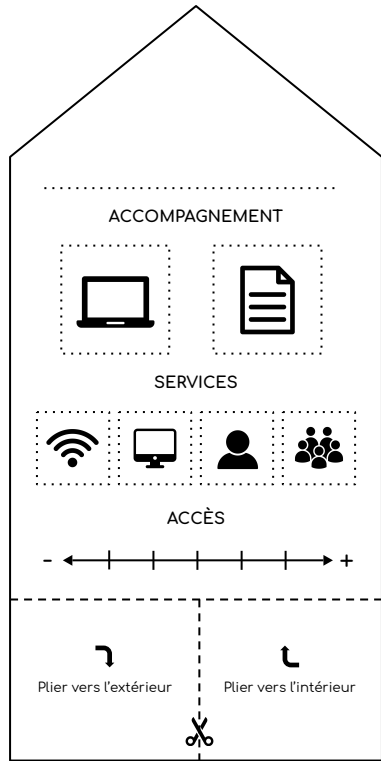 ACCOMPAGNEMENT
SERVICES
ACCÈS
- +
Plier vers l'extérieur
Plier vers l'intérieur